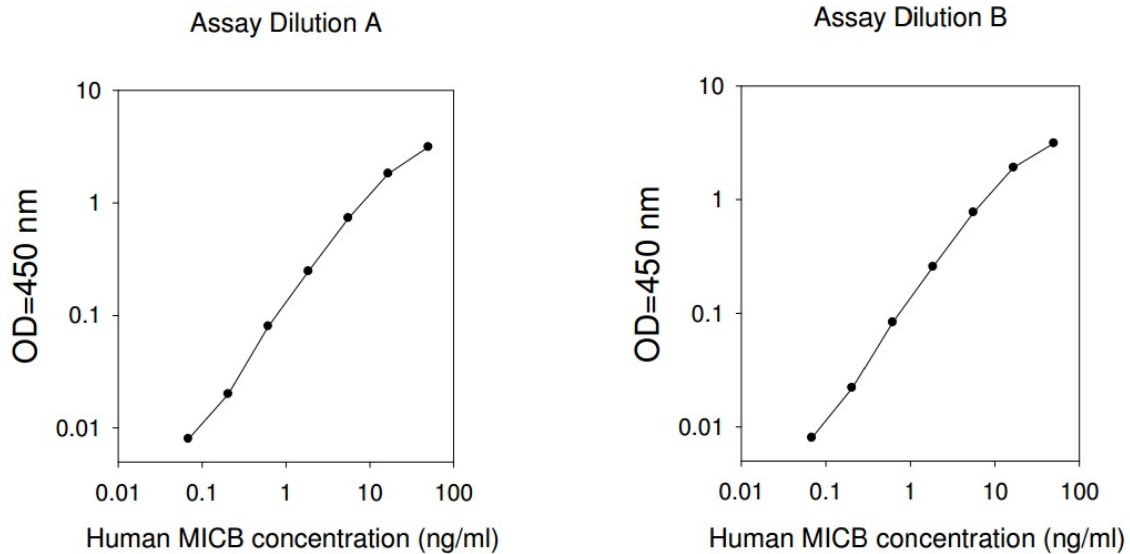 Assay Dilution A
10
1
0.1
0.01
OD=450 nm
0.01 0.1 1 10 100
Human MICB concentration (ng/ml)
Assay Dilution B
10
1
0.1
0.01
OD=450 nm
0.01 0.1 1 10 100
Human MICB concentration (ng/ml)